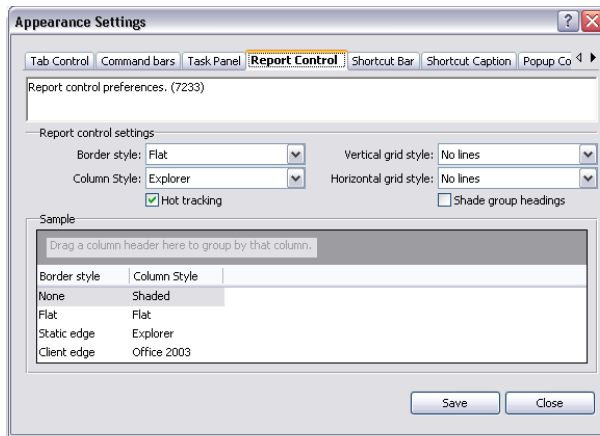 Appearance Settings
Tab Control Command bars Task Panel Report Control Shortcut Bar Shortcut Caption Popup Co
Report control preferences. (7233)
Report control settings
Border style: Flat Vertical grid style: No lines
Column Style: Explorer Horizontal grid style: No lines
Hot tracking Shade group headings
Sample
Drag a column header here to group by that column.
Border style Column Style
None Shaded
Flat Flat
Static edge Explorer
Client edge Office 2003
Save Close